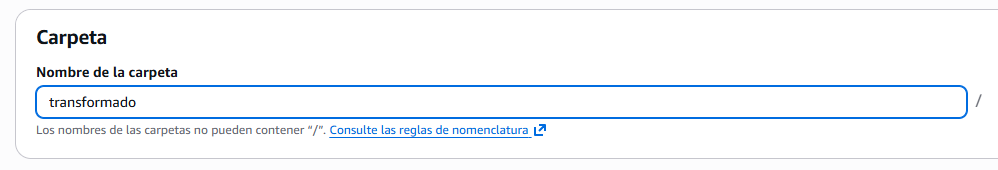 Carpeta
Nombre de la carpeta
transformado
/
Los nombres de las carpetas no pueden contener “/”. Consulte las reglas de nomenclatura